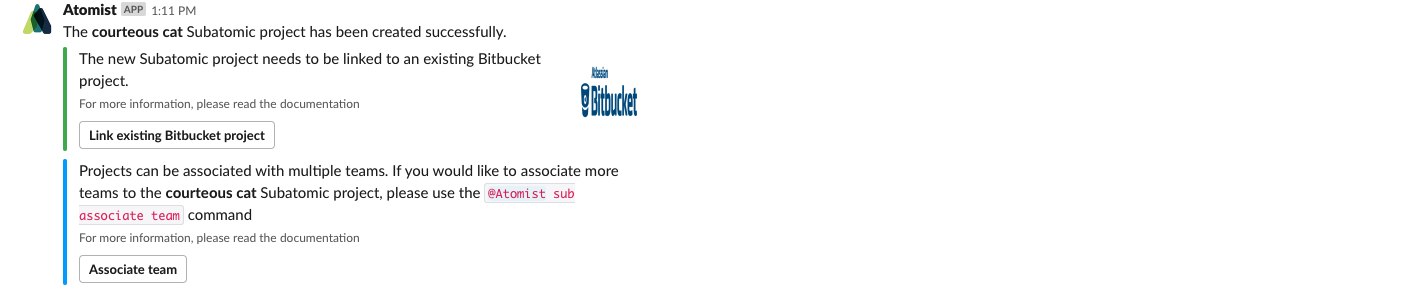 Atomist APP 1:11 PM
The courteous cat Subatomic project has been created successfully.
The new Subatomic project needs to be linked to an existing Bitbucket
project.
For more information, please read the documentation
Atlassian
Bitbucket
Link existing Bitbucket project
Projects can be associated with multiple teams. If you would like to associate more
teams to the courteous cat Subatomic project, please use the @Atomist sub
associate team command
For more information, please read the documentation
Associate team